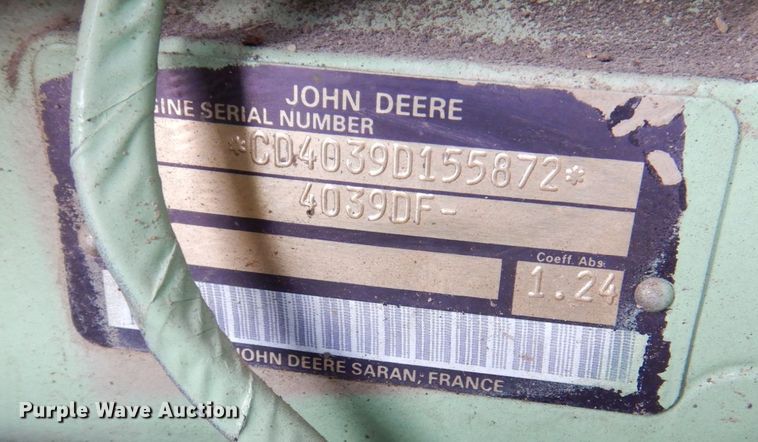 JOHN DEERE
GINE SERIAL NUMBER
*CD4039D155872*
4039DF-
Coeff. Abs.
1.24
JOHN DEERE SARAN, FRANCE
Purple Wave Auction